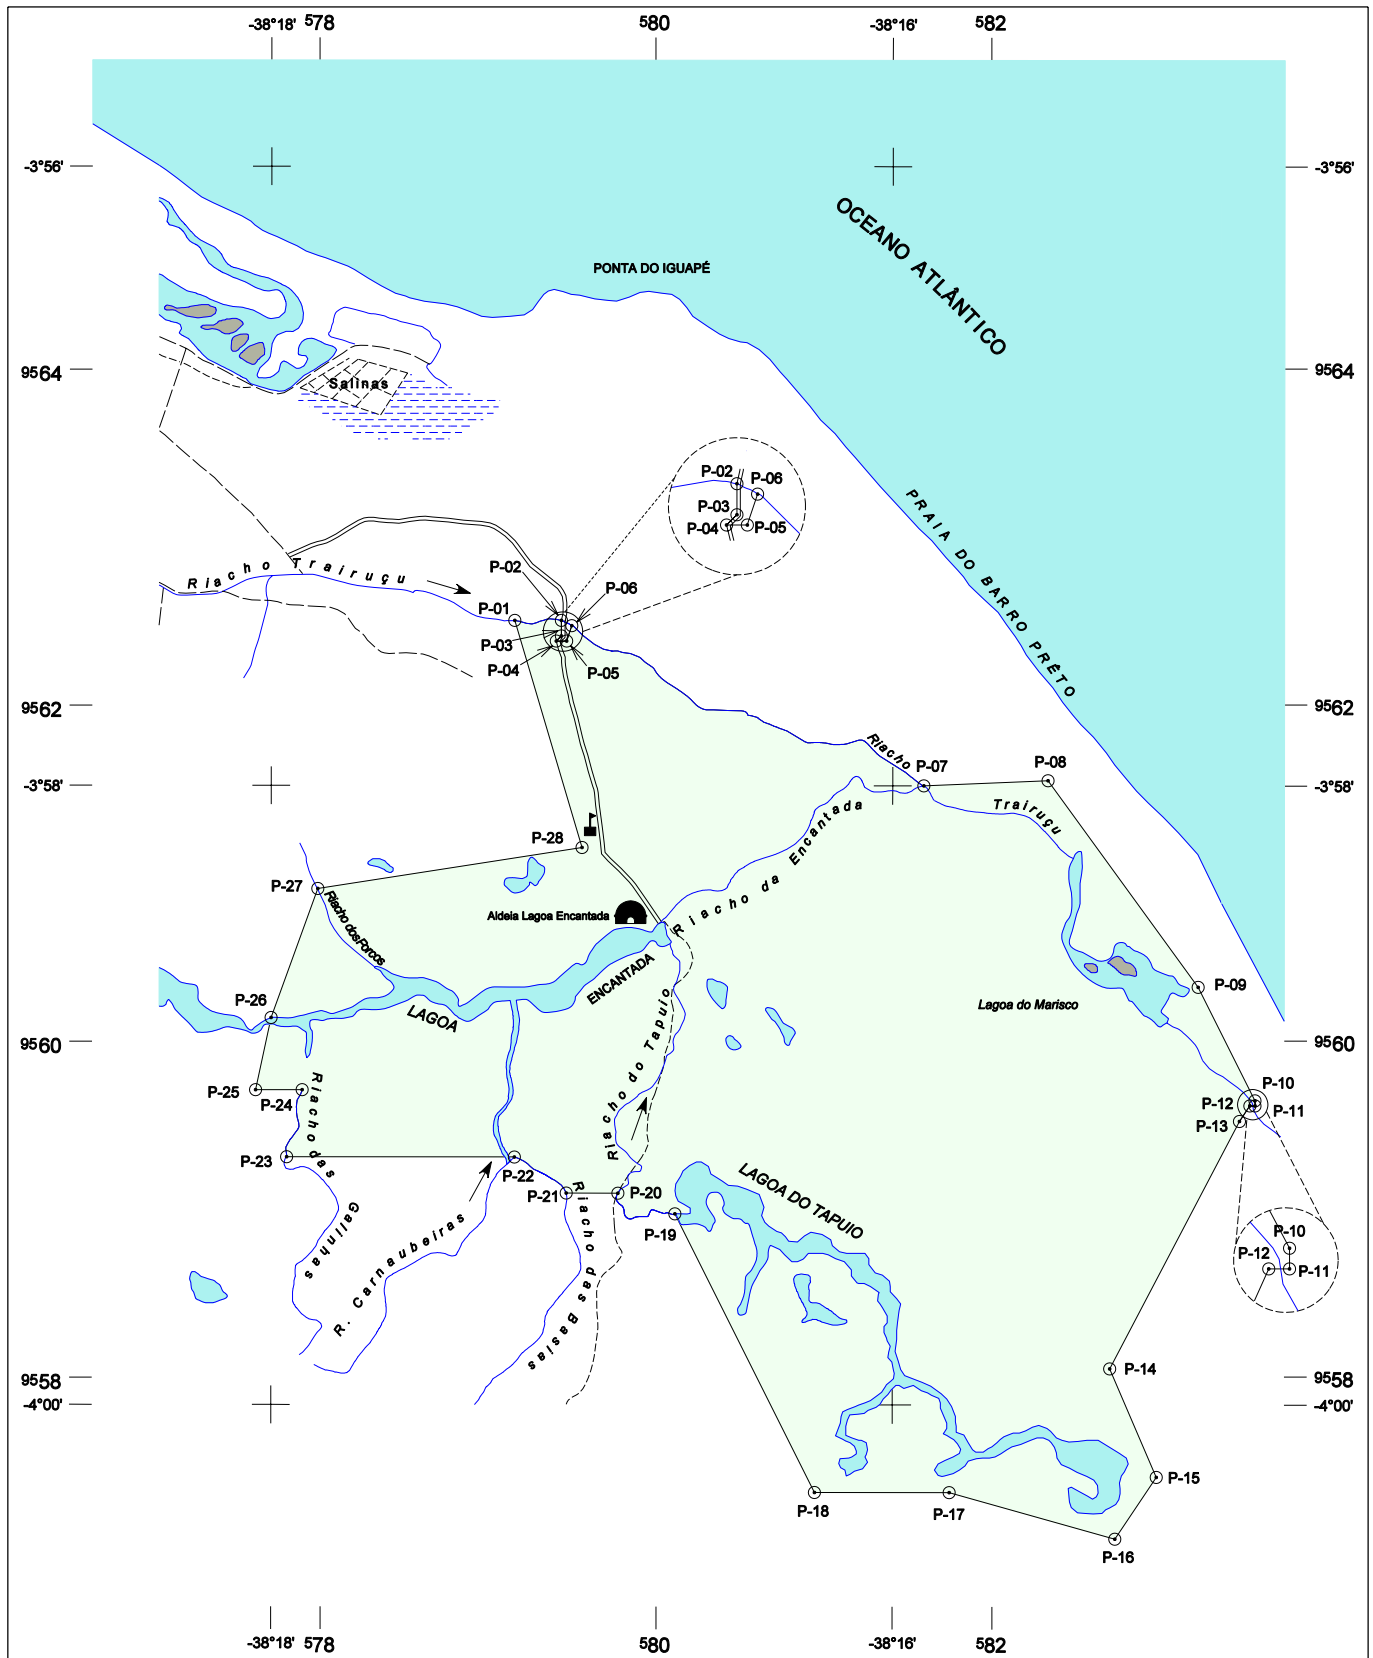 -38°18' 578 580 -38°16' 582
-3°56' -3°56'
OCEANO ATLÂNTICO
PONTA DO IGUAPÉ
9564 9564
Salinas
P-02 P-06
P-03
P-04 P-05
PRAIA DO BARRO PRÊTO
Riacho Trairuçu
P-02
P-06
P-01
P-03
P-04 P-05
9562 9562
Riacho
P-07 P-08
-3°58' -3°58'
Trairuçu
Riacho da Encantada
P-28
P-27
Riacho dos Porcos
Aldeia Lagoa Encantada
ENCANTADA
LAGOA
P-26
P-09
Lagoa do Marisco
Riacho do Tapuio
9560 9560
P-25 P-24
P-10
P-12 P-11
P-13
Riacho das Galinhas
P-23 P-22
P-21 P-20
P-19
LAGOA DO TAPUIO
R. Carnaubeiras
Riacho das Basias
P-10
P-12
P-11
P-14
9558 9558
-4°00' -4°00'
P-15
P-18 P-17
P-16
-38°18' 578 580 -38°16' 582